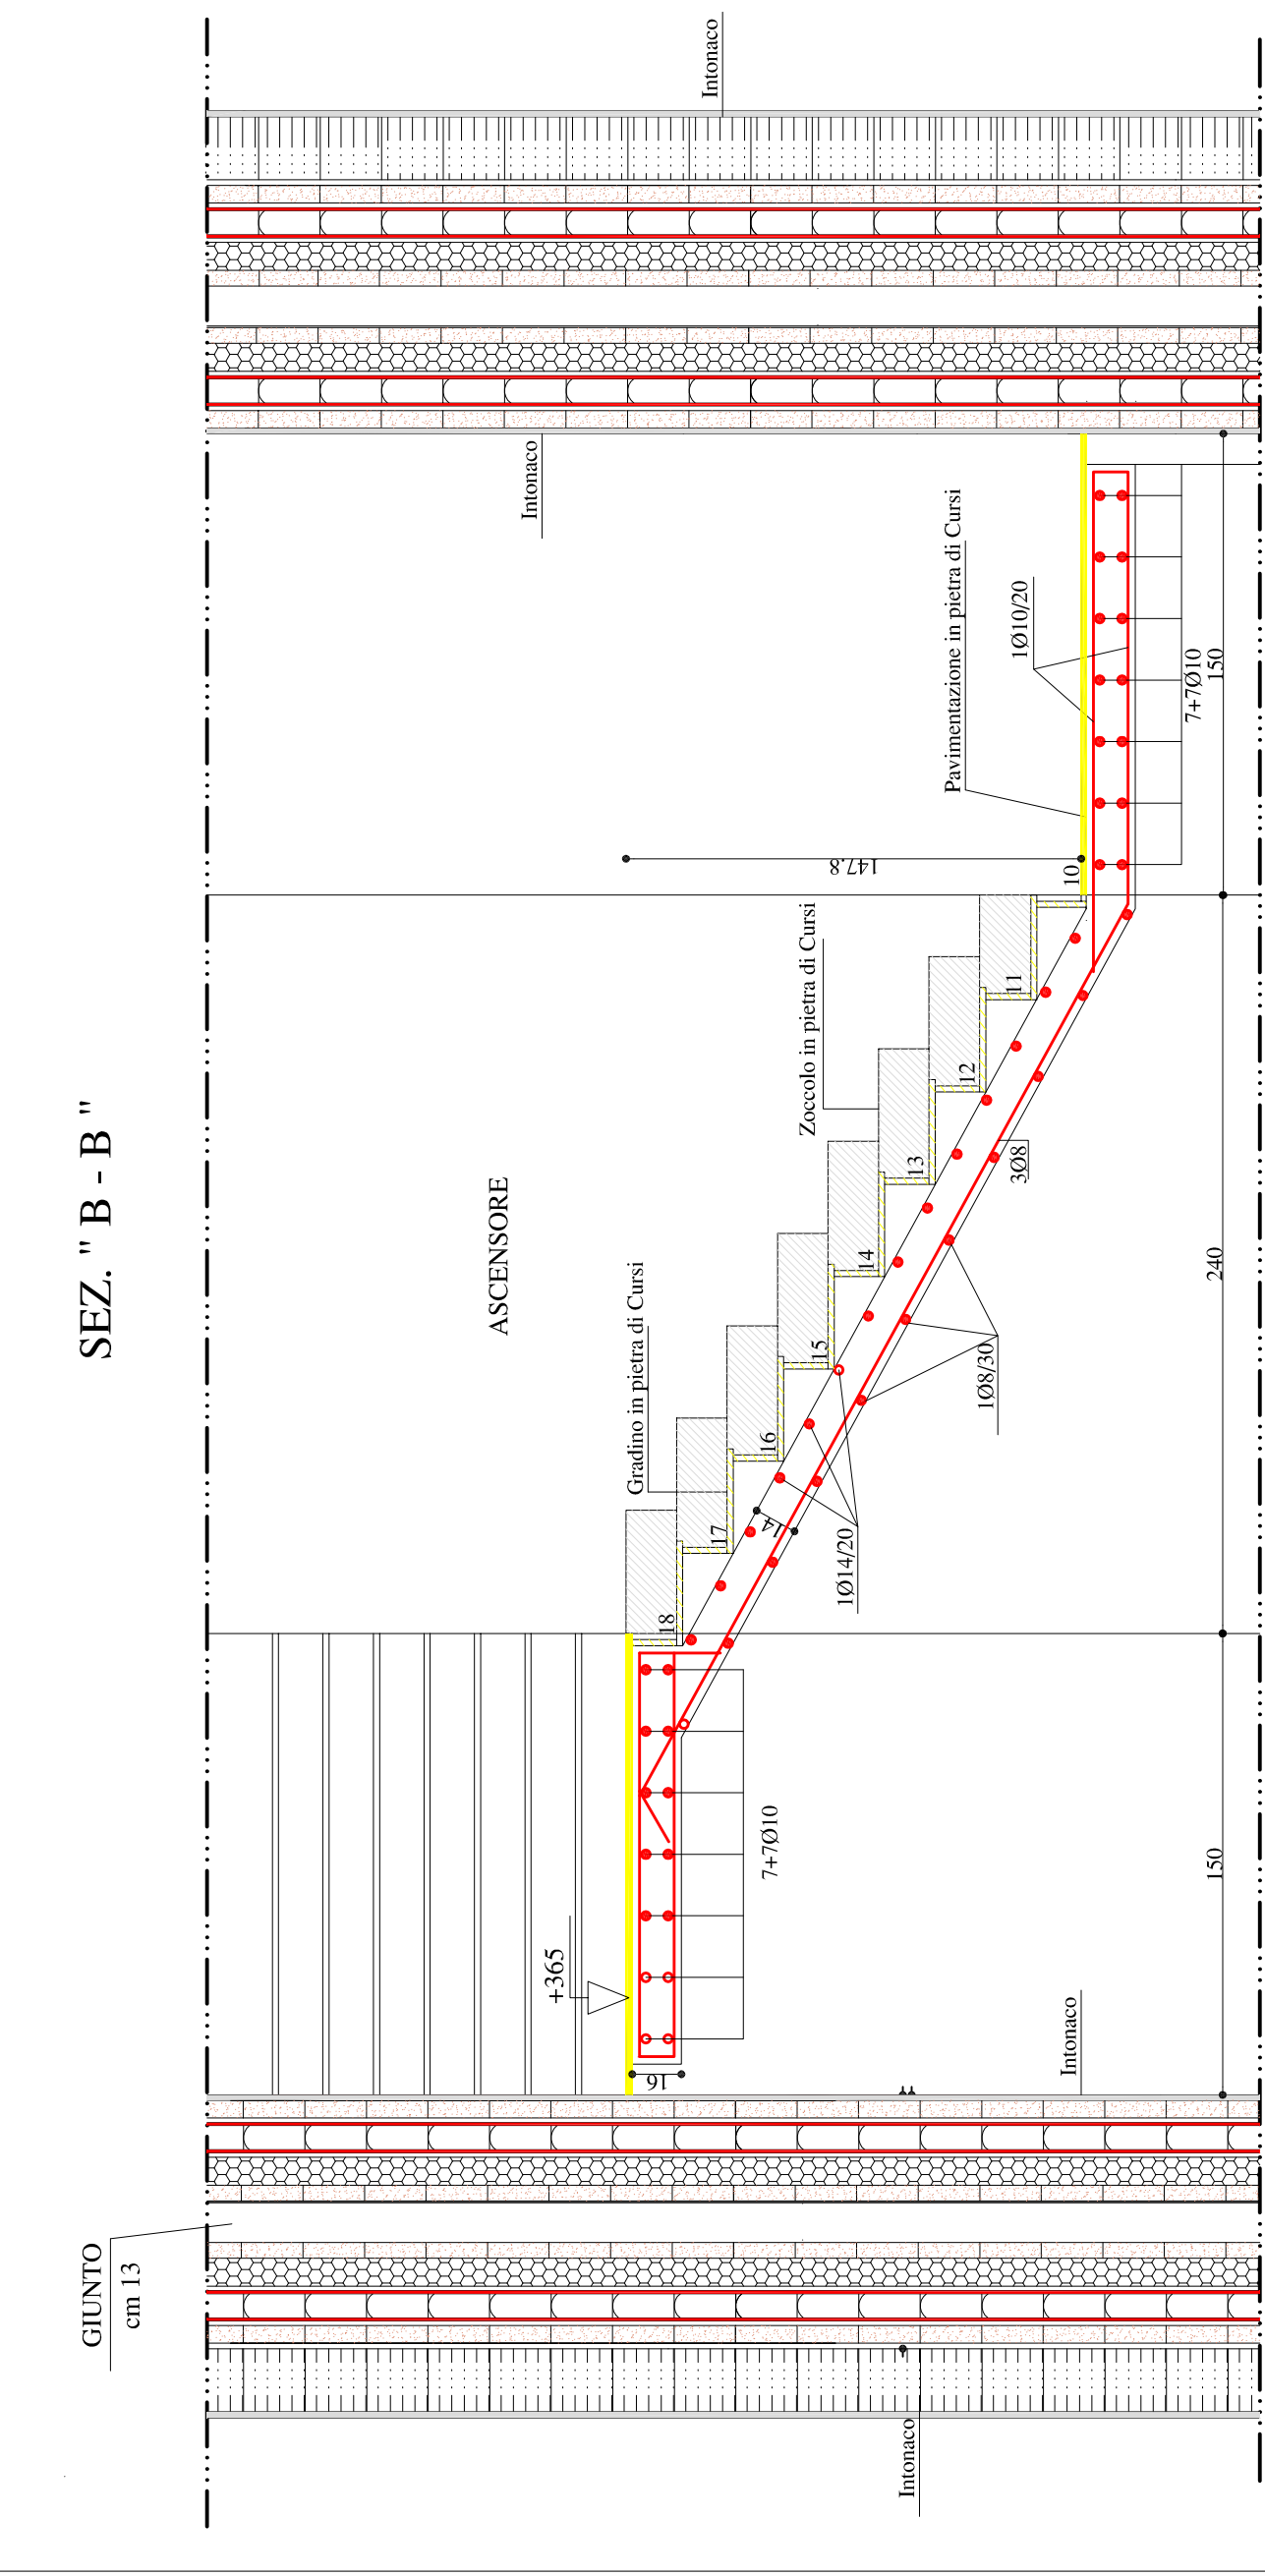 SEZ. " B - B "
GIUNTO
cm 13
Intonaco
Intonaco
ASCENSORE
+365
Gradino in pietra di Cursi
Zoccolo in pietra di Cursi
Pavimentazione in pietra di Cursi
147.8
1Ø10/20
10
11
12
13
14
15
16
17
18
16
14
7+7Ø10
1Ø14/20
1Ø8/30
3Ø8
7+7Ø10
Intonaco
Intonaco
150
240
150